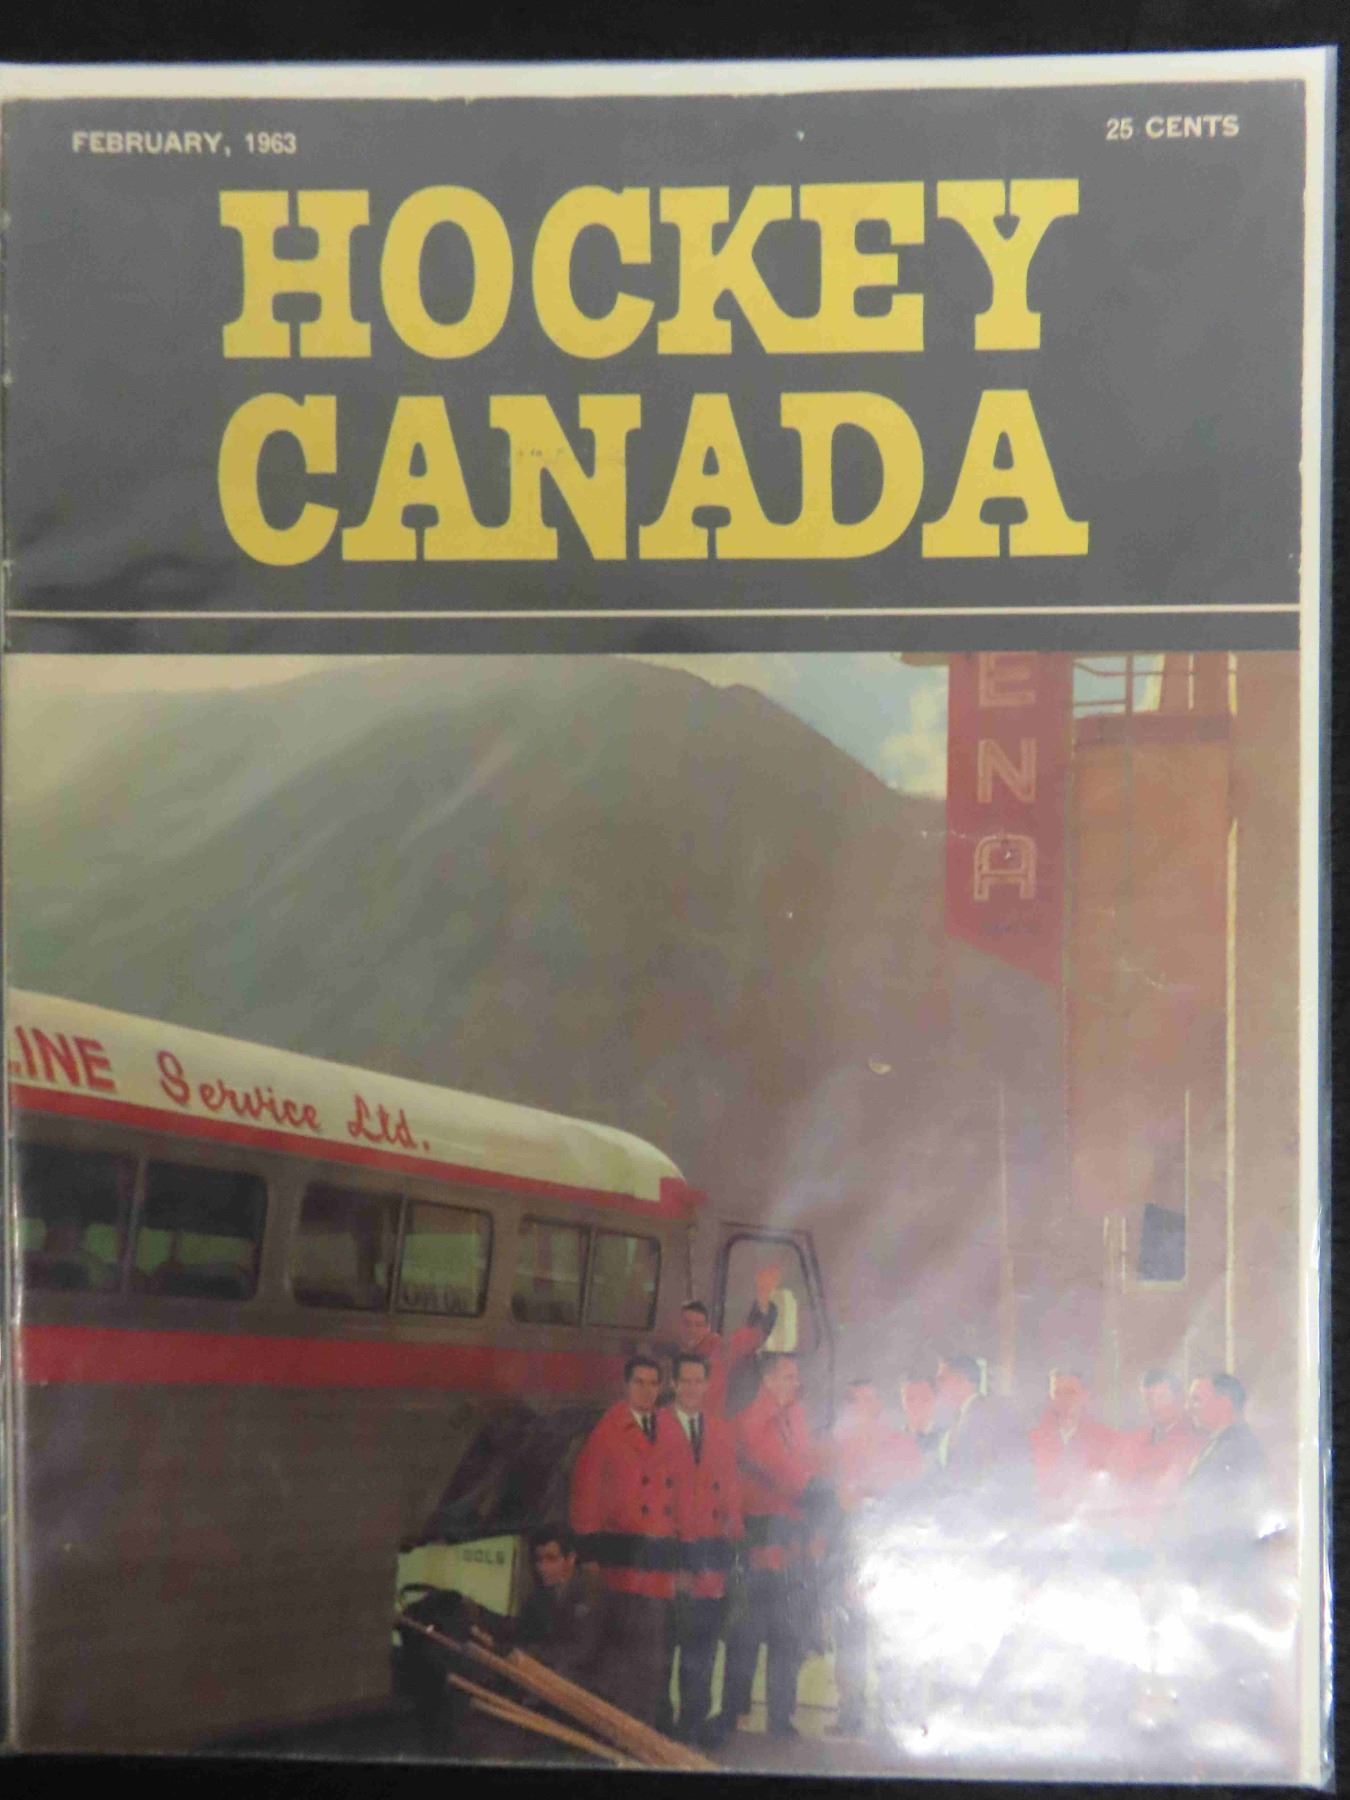 FEBRUARY, 1963
25 CENTS
HOCKEY
CANADA
ENA
LINE Service Ltd.